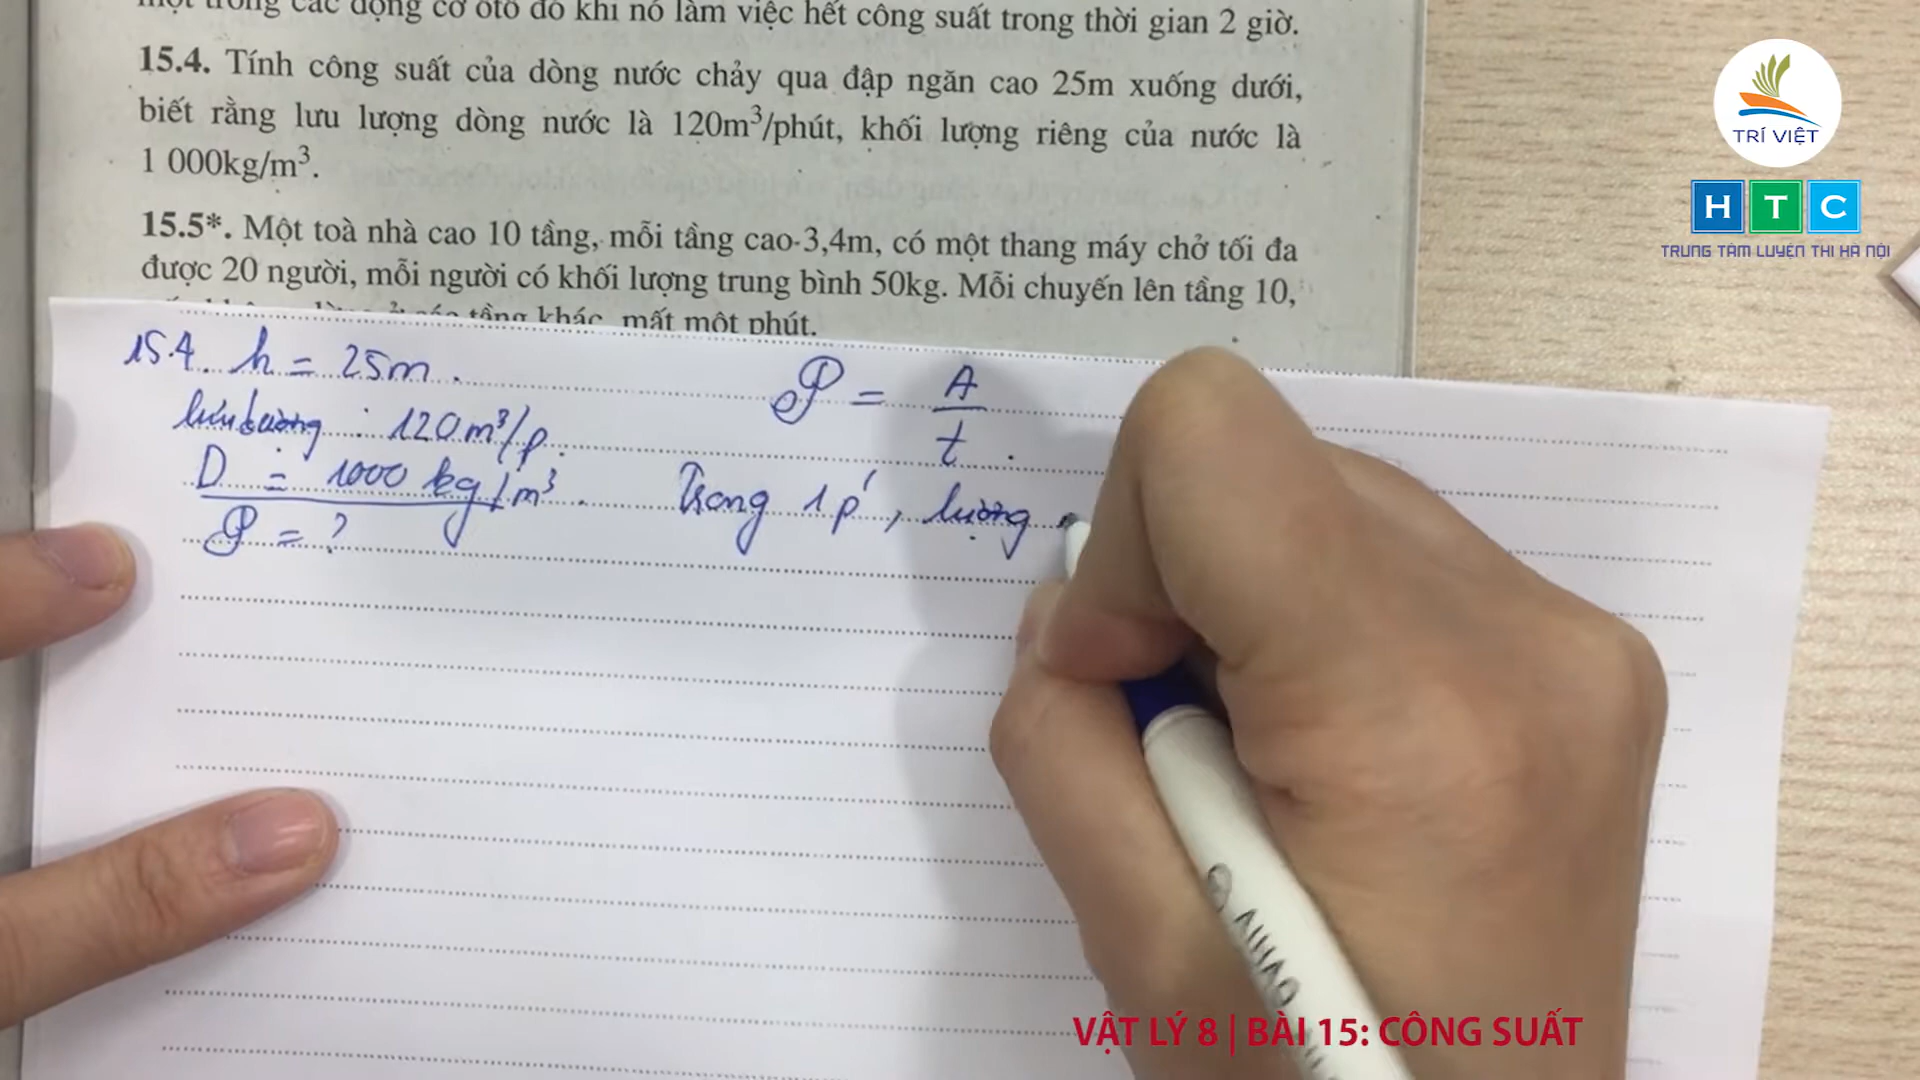 một trong các động cơ ôtô đó khi nó làm việc hết công suất trong thời gian 2 giờ.
15.4. Tính công suất của dòng nước chảy qua đập ngăn cao 25m xuống dưới,
biết rằng lưu lượng dòng nước là 120m³/phút, khối lượng riêng của nước là
1 000kg/m³.
15.5*. Một toà nhà cao 10 tầng, mỗi tầng cao 3,4m, có một thang máy chở tối đa
được 20 người, mỗi người có khối lượng trung bình 50kg. Mỗi chuyến lên tầng 10,
tầng khác, mất một phút.
15.4. h = 25m.
lưu lượng : 120m³/p.
D = 1000 kg/m³.
𝒫 = ?
𝒫 = A
t.
Trong 1p', lượng
TRÍ VIỆT
H T C
TRUNG TÂM LUYỆN THI HÀ NỘI
AIHAO
VẬT LÝ 8 | BÀI 15: CÔNG SUẤT